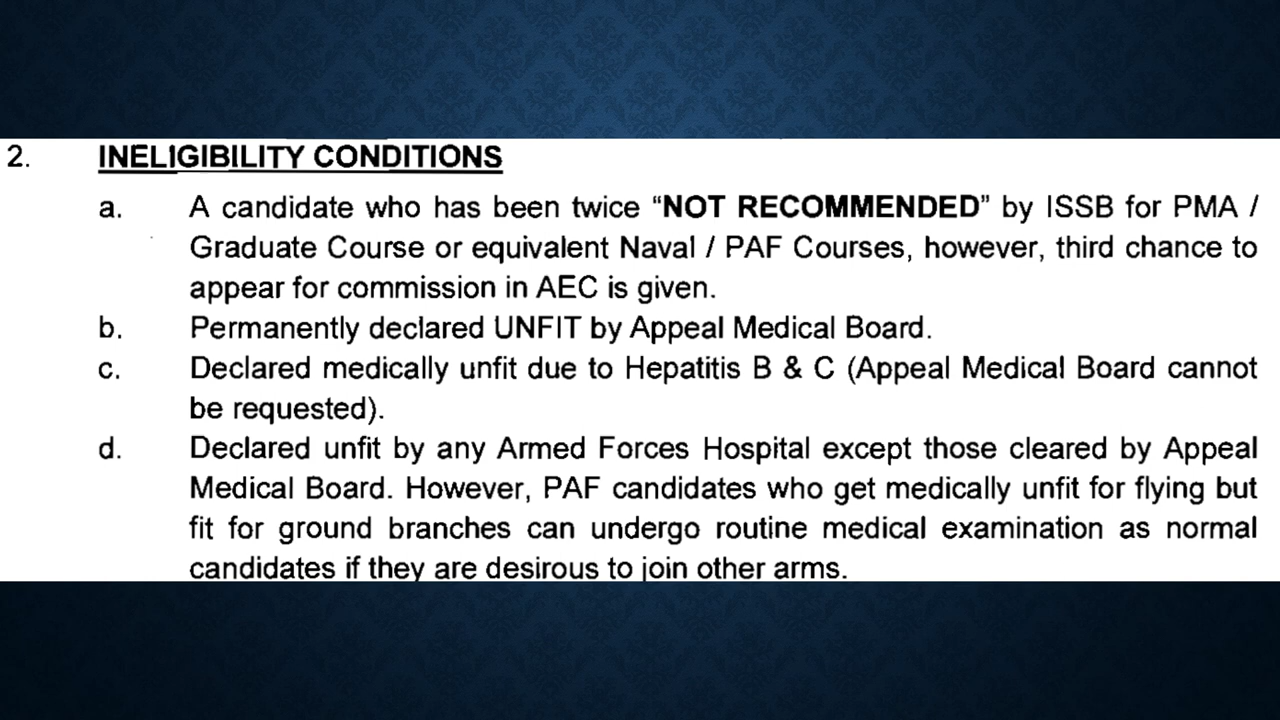 2. INELIGIBILITY CONDITIONS
a. A candidate who has been twice “NOT RECOMMENDED” by ISSB for PMA /
Graduate Course or equivalent Naval / PAF Courses, however, third chance to
appear for commission in AEC is given.
b. Permanently declared UNFIT by Appeal Medical Board.
c. Declared medically unfit due to Hepatitis B & C (Appeal Medical Board cannot
be requested).
d. Declared unfit by any Armed Forces Hospital except those cleared by Appeal
Medical Board. However, PAF candidates who get medically unfit for flying but
fit for ground branches can undergo routine medical examination as normal
candidates if they are desirous to join other arms.